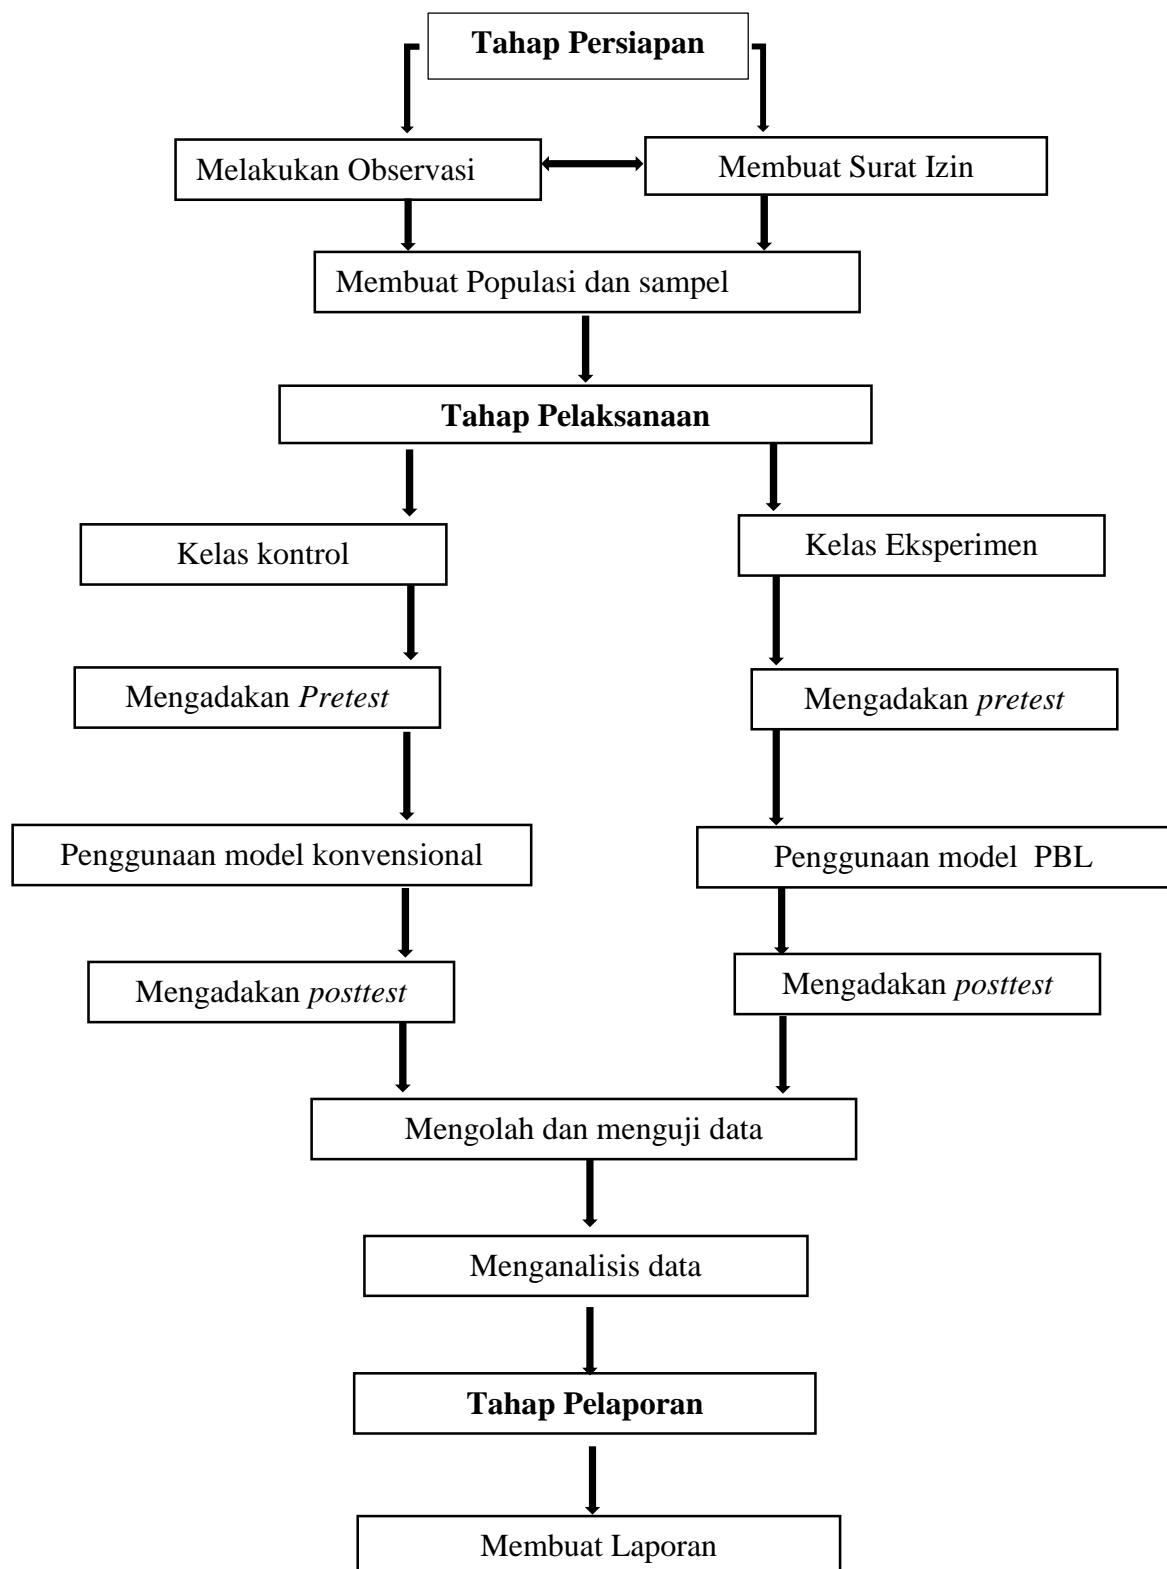 Tahap Persiapan
Melakukan Observasi
Membuat Surat Izin
Membuat Populasi dan sampel
Tahap Pelaksanaan
Kelas kontrol
Kelas Eksperimen
Mengadakan Pretest
Mengadakan pretest
Penggunaan model konvensional
Penggunaan model  PBL
Mengadakan posttest
Mengadakan posttest
Mengolah dan menguji data
Menganalisis data
Tahap Pelaporan
Membuat Laporan